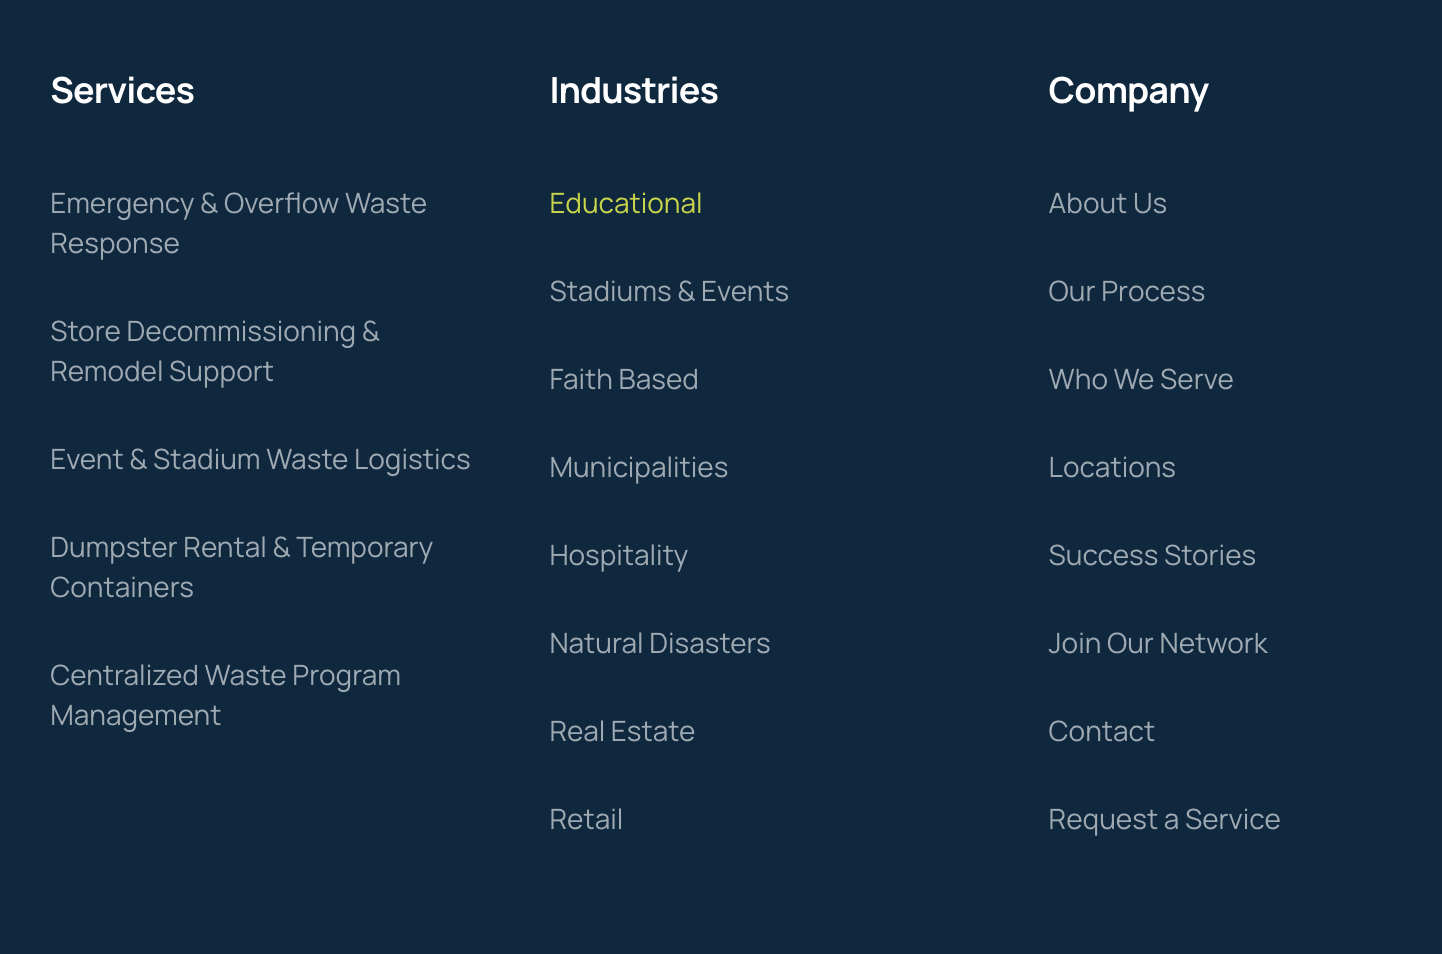 Services
Emergency & Overflow Waste
Response
Store Decommissioning &
Remodel Support
Event & Stadium Waste Logistics
Dumpster Rental & Temporary
Containers
Centralized Waste Program
Management
Industries
Educational
Stadiums & Events
Faith Based
Municipalities
Hospitality
Natural Disasters
Real Estate
Retail
Company
About Us
Our Process
Who We Serve
Locations
Success Stories
Join Our Network
Contact
Request a Service